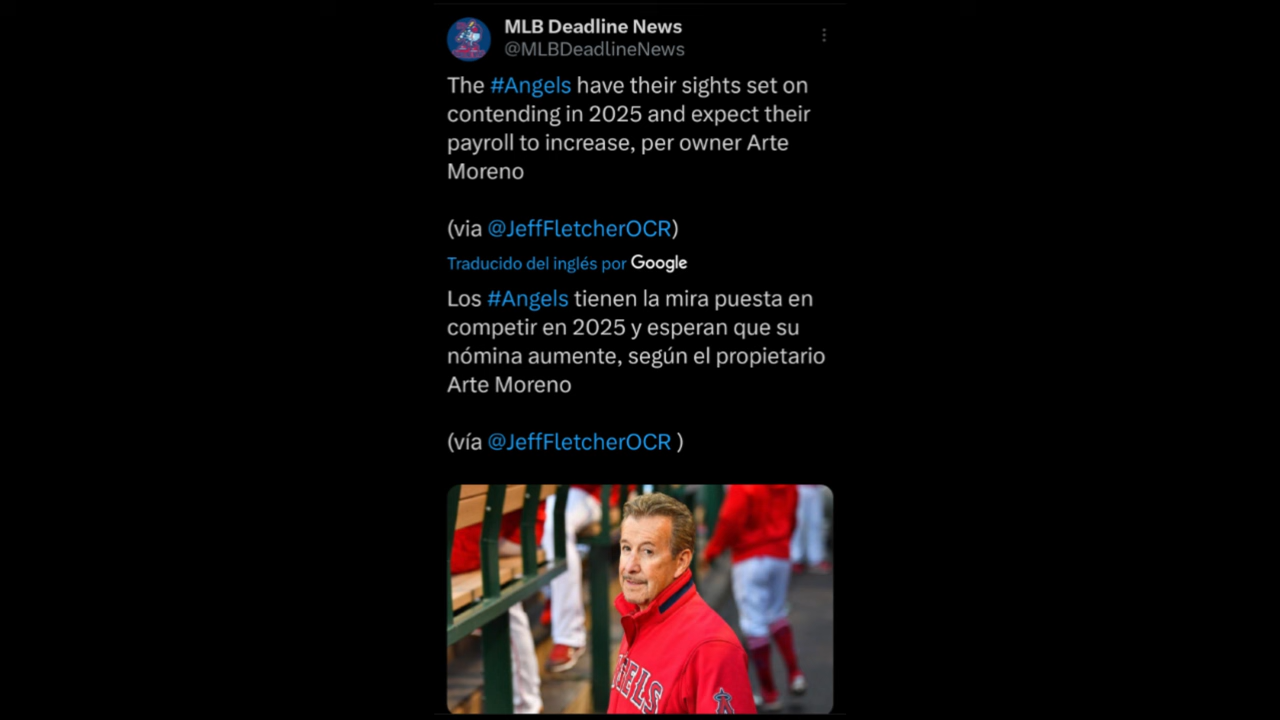 MLB Deadline News
@MLBDeadlineNews
The #Angels have their sights set on
contending in 2025 and expect their
payroll to increase, per owner Arte
Moreno
(via @JeffFletcherOCR)
Traducido del inglés por Google
Los #Angels tienen la mira puesta en
competir en 2025 y esperan que su
nómina aumente, según el propietario
Arte Moreno
(vía @JeffFletcherOCR )
ANGELS